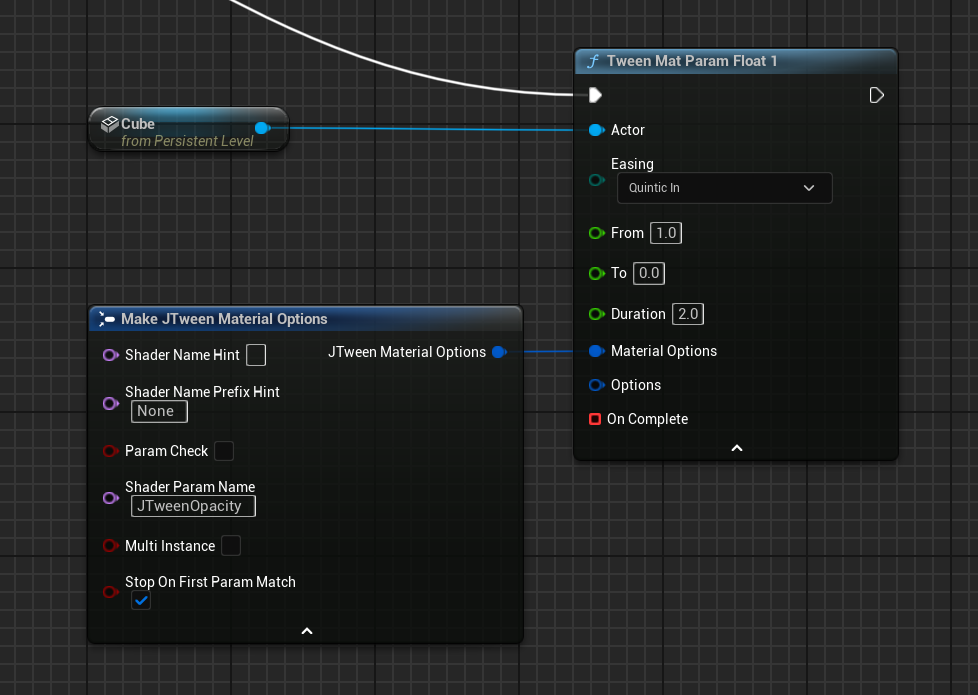 Tween Mat Param Float 1
Cube
from Persistent Level
Actor
Easing
Quintic In
From 1.0
To 0.0
Duration 2.0
Material Options
Options
On Complete
Make JTween Material Options
Shader Name Hint
JTween Material Options
Shader Name Prefix Hint
None
Param Check
Shader Param Name
JTweenOpacity
Multi Instance
Stop On First Param Match